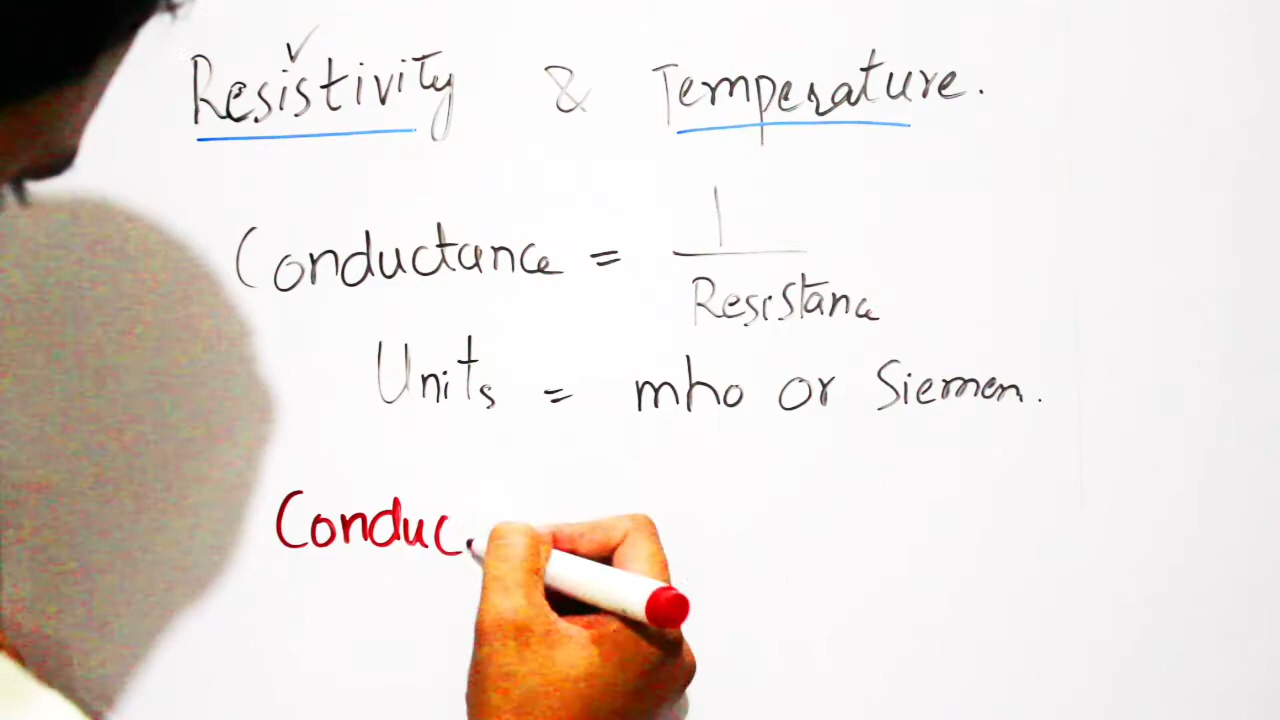 Resistivity & Temperature.
Conductance = 1 / Resistance
Units = mho or Siemen.
Conduc